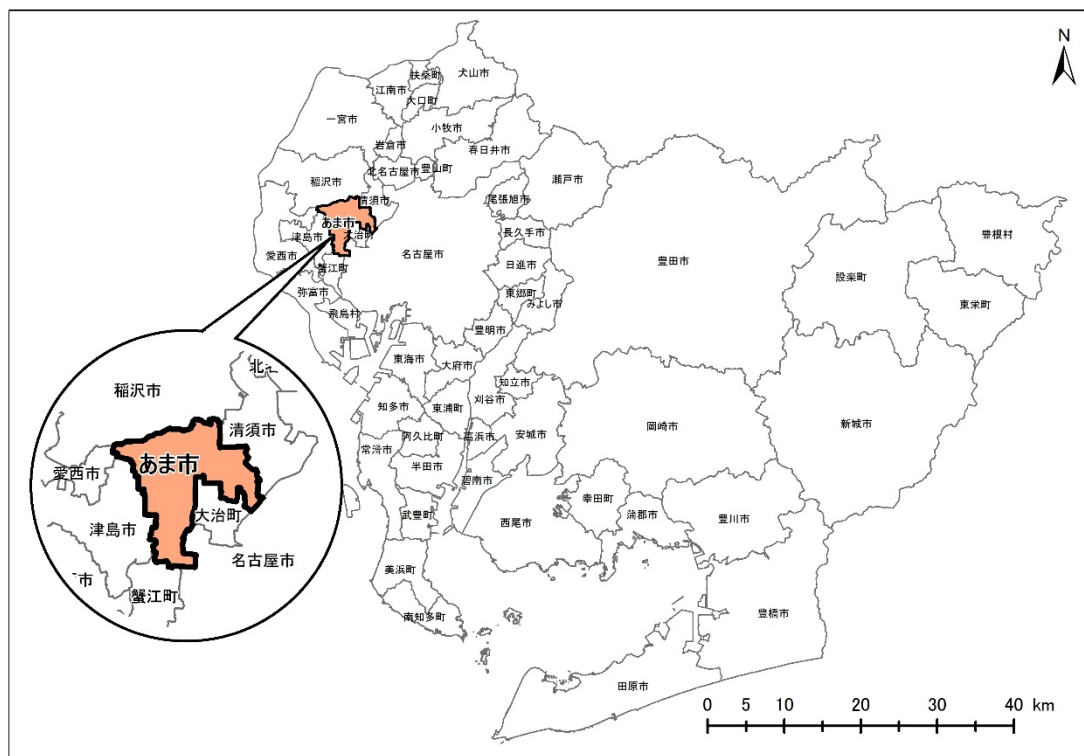 N
扶桑町
犬山市
江南市
大口町
一宮市
小牧市
岩倉市
春日井市
北名古屋市
豊山町
瀬戸市
稲沢市
清須市
尾張旭市
あま市
大治町
長久手市
豊根村
津島市
名古屋市
豊田市
愛西市
日進市
設楽町
蟹江町
弥富市
東郷町
みよし市
東栄町
飛島村
豊明市
東海市
大府市
知立市
知多市
東浦町
刈谷市
岡崎市
新城市
阿久比町
高浜市
安城市
常滑市
半田市
碧南市
幸田町
武豊町
西尾市
蒲郡市
豊川市
美浜町
南知多町
豊橋市
田原市
稲沢市
清須市
あま市
愛西市
大治町
津島市
名古屋市
市
蟹江町
0 5 10 20 30 40 km